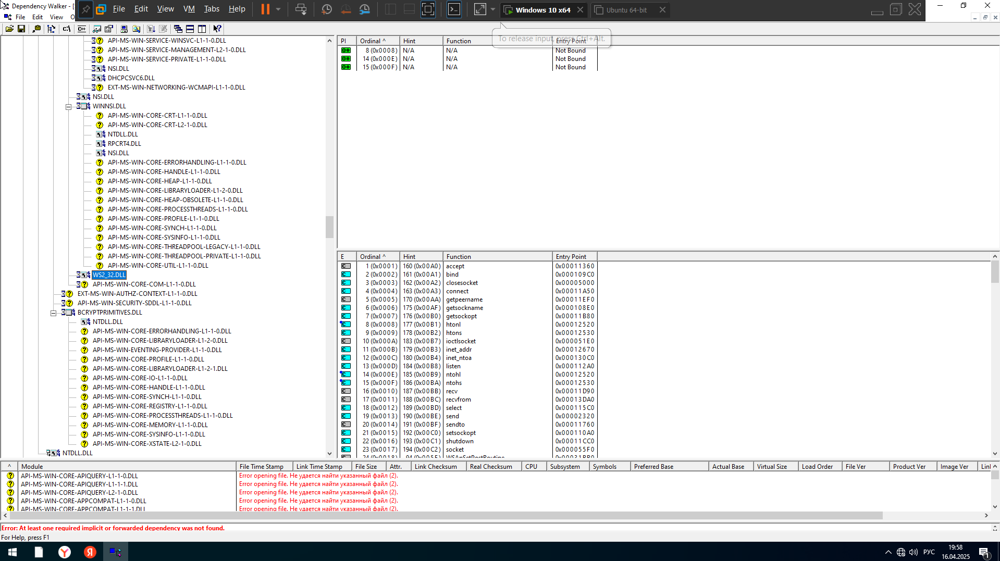 Dependency Walker - [
File Edit View VM Tabs Help
Windows 10 x64
Ubuntu 64-bit
File Edit View O
To release input, press Ctrl+Alt.
API-MS-WIN-SERVICE-WINSVC-L1-1-0.DLL
API-MS-WIN-SERVICE-MANAGEMENT-L2-1-0.DLL
API-MS-WIN-SERVICE-PRIVATE-L1-1-0.DLL
NSI.DLL
DHCPCSVC6.DLL
EXT-MS-WIN-NETWORKING-WCMAPI-L1-1-0.DLL
NSI.DLL
WINNSI.DLL
API-MS-WIN-CORE-CRT-L1-1-0.DLL
API-MS-WIN-CORE-CRT-L2-1-0.DLL
NTDLL.DLL
RPCRT4.DLL
NSI.DLL
API-MS-WIN-CORE-ERRORHANDLING-L1-1-0.DLL
API-MS-WIN-CORE-HANDLE-L1-1-0.DLL
API-MS-WIN-CORE-HEAP-L1-1-0.DLL
API-MS-WIN-CORE-LIBRARYLOADER-L1-2-0.DLL
API-MS-WIN-CORE-HEAP-OBSOLETE-L1-1-0.DLL
API-MS-WIN-CORE-PROCESSTHREADS-L1-1-0.DLL
API-MS-WIN-CORE-PROFILE-L1-1-0.DLL
API-MS-WIN-CORE-SYNCH-L1-1-0.DLL
API-MS-WIN-CORE-SYSINFO-L1-1-0.DLL
API-MS-WIN-CORE-THREADPOOL-LEGACY-L1-1-0.DLL
API-MS-WIN-CORE-THREADPOOL-PRIVATE-L1-1-0.DLL
API-MS-WIN-CORE-UTIL-L1-1-0.DLL
WS2_32.DLL
API-MS-WIN-CORE-COM-L1-1-0.DLL
EXT-MS-WIN-AUTHZ-CONTEXT-L1-1-0.DLL
API-MS-WIN-SECURITY-SDDL-L1-1-0.DLL
BCRYPTPRIMITIVES.DLL
NTDLL.DLL
API-MS-WIN-CORE-ERRORHANDLING-L1-1-0.DLL
API-MS-WIN-CORE-LIBRARYLOADER-L1-2-0.DLL
API-MS-WIN-EVENTING-PROVIDER-L1-1-0.DLL
API-MS-WIN-CORE-PROFILE-L1-1-0.DLL
API-MS-WIN-CORE-LIBRARYLOADER-L1-2-1.DLL
API-MS-WIN-CORE-IO-L1-1-0.DLL
API-MS-WIN-CORE-HANDLE-L1-1-0.DLL
API-MS-WIN-CORE-SYNCH-L1-1-0.DLL
API-MS-WIN-CORE-REGISTRY-L1-1-0.DLL
API-MS-WIN-CORE-PROCESSTHREADS-L1-1-0.DLL
API-MS-WIN-CORE-MEMORY-L1-1-0.DLL
API-MS-WIN-CORE-SYSINFO-L1-1-0.DLL
API-MS-WIN-CORE-XSTATE-L2-1-0.DLL
NTDLL.DLL
PI Ordinal ^ Hint Function Entry Point
O# 8 (0x0008) N/A N/A Not Bound
O# 14 (0x000E) N/A N/A Not Bound
O# 15 (0x000F) N/A N/A Not Bound
E Ordinal ^ Hint Function Entry Point
C 1 (0x0001) 160 (0x00A0) accept 0x00011360
C 2 (0x0002) 161 (0x00A1) bind 0x000109C0
C 3 (0x0003) 162 (0x00A2) closesocket 0x00005000
C 4 (0x0004) 163 (0x00A3) connect 0x00011A50
C 5 (0x0005) 170 (0x00AA) getpeername 0x00011EF0
C 6 (0x0006) 175 (0x00AF) getsockname 0x000108E0
C 7 (0x0007) 176 (0x00B0) getsockopt 0x00011B80
C 8 (0x0008) 177 (0x00B1) htonl 0x00012520
C 9 (0x0009) 178 (0x00B2) htons 0x00012530
C 10 (0x000A) 183 (0x00B7) ioctlsocket 0x000051E0
C 11 (0x000B) 179 (0x00B3) inet_addr 0x00012670
C 12 (0x000C) 180 (0x00B4) inet_ntoa 0x000130C0
C 13 (0x000D) 184 (0x00B8) listen 0x000112A0
C 14 (0x000E) 185 (0x00B9) ntohl 0x00012520
C 15 (0x000F) 186 (0x00BA) ntohs 0x00012530
C 16 (0x0010) 187 (0x00BB) recv 0x00011D90
C 17 (0x0011) 188 (0x00BC) recvfrom 0x00013DA0
C 18 (0x0012) 189 (0x00BD) select 0x000115C0
C 19 (0x0013) 190 (0x00BE) send 0x00002320
C 20 (0x0014) 191 (0x00BF) sendto 0x00011760
C 21 (0x0015) 192 (0x00C0) setsockopt 0x000110A0
C 22 (0x0016) 193 (0x00C1) shutdown 0x00011CC0
C 23 (0x0017) 194 (0x00C2) socket 0x000055F0
^ Module File Time Stamp Link Time Stamp File Size Attr. Link Checksum Real Checksum CPU Subsystem Symbols Preferred Base Actual Base Virtual Size Load Order File Ver Product Ver Image Ver Linl
API-MS-WIN-CORE-APIQUERY-L1-1-0.DLL Error opening file. Не удается найти указанный файл (2).
API-MS-WIN-CORE-APIQUERY-L1-1-1.DLL Error opening file. Не удается найти указанный файл (2).
API-MS-WIN-CORE-APIQUERY-L2-1-0.DLL Error opening file. Не удается найти указанный файл (2).
API-MS-WIN-CORE-APPCOMPAT-L1-1-0.DLL Error opening file. Не удается найти указанный файл (2).
API-MS-WIN-CORE-APPCOMPAT-L1-1-1.DLL Error opening file. Не удается найти указанный файл (2).
Error: At least one required implicit or forwarded dependency was not found.
For Help, press F1
РУС
19:58
16.04.2025
1